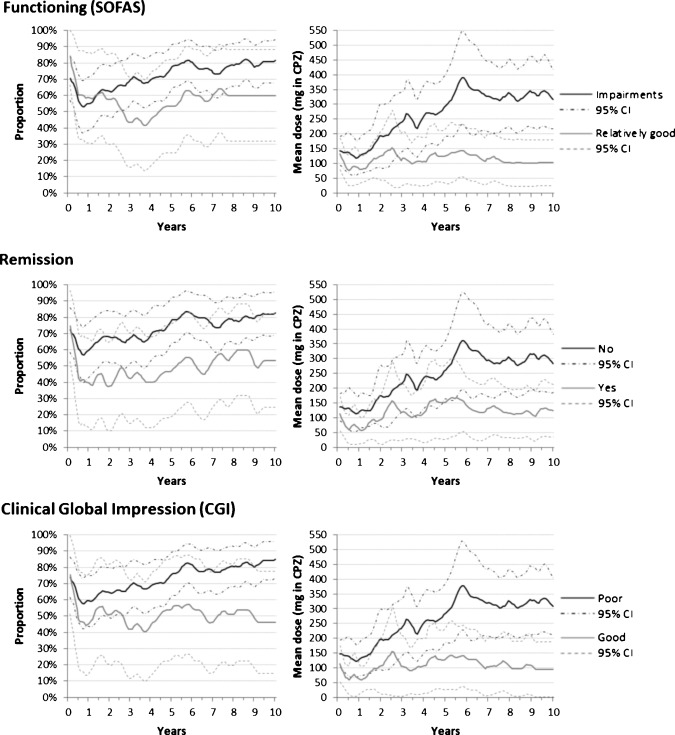 Functioning (SOFAS)
100%
90%
80%
70%
60%
50%
40%
30%
20%
10%
0%
Proportion
0 1 2 3 4 5 6 7 8 9 10
Years
550
500
450
400
350
300
250
200
150
100
50
0
Mean dose (mg in CPZ)
0 1 2 3 4 5 6 7 8 9 10
Years
Impairments
95% CI
Relatively good
95% CI
Remission
100%
90%
80%
70%
60%
50%
40%
30%
20%
10%
0%
Proportion
0 1 2 3 4 5 6 7 8 9 10
Years
550
500
450
400
350
300
250
200
150
100
50
0
Mean dose (mg in CPZ)
0 1 2 3 4 5 6 7 8 9 10
Years
No
95% CI
Yes
95% CI
Clinical Global Impression (CGI)
100%
90%
80%
70%
60%
50%
40%
30%
20%
10%
0%
Proportion
0 1 2 3 4 5 6 7 8 9 10
Years
550
500
450
400
350
300
250
200
150
100
50
0
Mean dose (mg in CPZ)
0 1 2 3 4 5 6 7 8 9 10
Years
Poor
95% CI
Good
95% CI